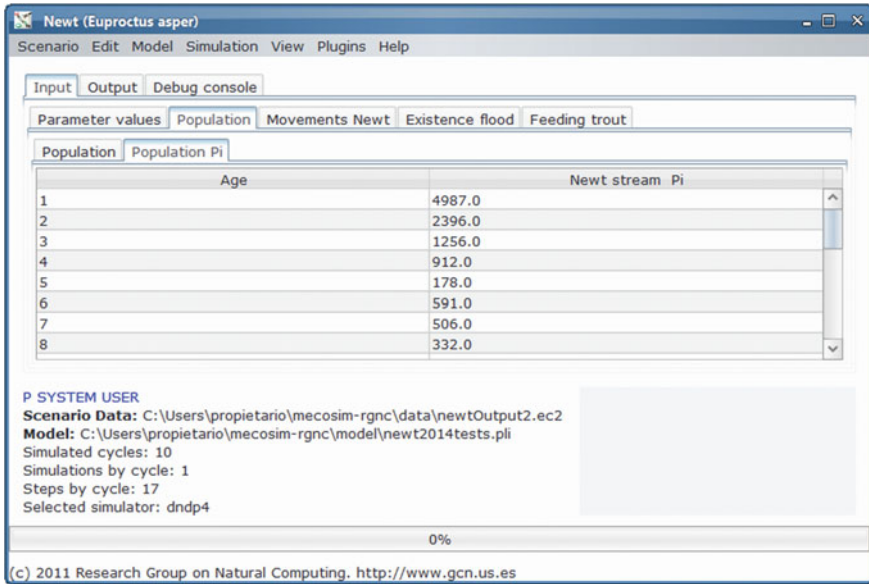 Newt (Euproctus asper)
Scenario Edit Model Simulation View Plugins Help
Input Output Debug console
Parameter values Population Movements Newt Existence flood Feeding trout
Population Population Pi
Age Newt stream Pi
1 4987.0
2 2396.0
3 1256.0
4 912.0
5 178.0
6 591.0
7 506.0
8 332.0
P SYSTEM USER
Scenario Data: C:\Users\propietario\mecosim-rgnc\data\newtOutput2.ec2
Model: C:\Users\propietario\mecosim-rgnc\model\newt2014tests.pli
Simulated cycles: 10
Simulations by cycle: 1
Steps by cycle: 17
Selected simulator: dndp4
0%
(c) 2011 Research Group on Natural Computing. http://www.gcn.us.es